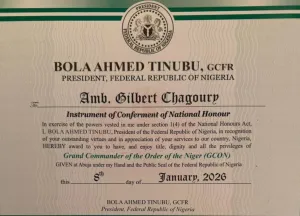 BOLA AHMED TINUBU, GCFR
PRESIDENT, FEDERAL REPUBLIC OF NIGERIA
Amb. Gilbert Chagoury
Instrument of Conferment of National Honour
In exercise of the powers vested in me under section 1(4) of the National Honours Act,
I, BOLA AHMED TINUBU, President of the Federal Republic of Nigeria, in recognition
of your outstanding virtues and in appreciation of your services to our country, Nigeria,
HEREBY award to you to have, and enjoy title, dignity and all the privileges of
Grand Commander of the Order of the Niger (GCON)
GIVEN at Abuja under my Hand and the Public Seal of the Federal Republic of Nigeria
this 8th day of January, 2026
BOLA AHMED TINUBU, GCFR
President, Federal Republic of Nigeria